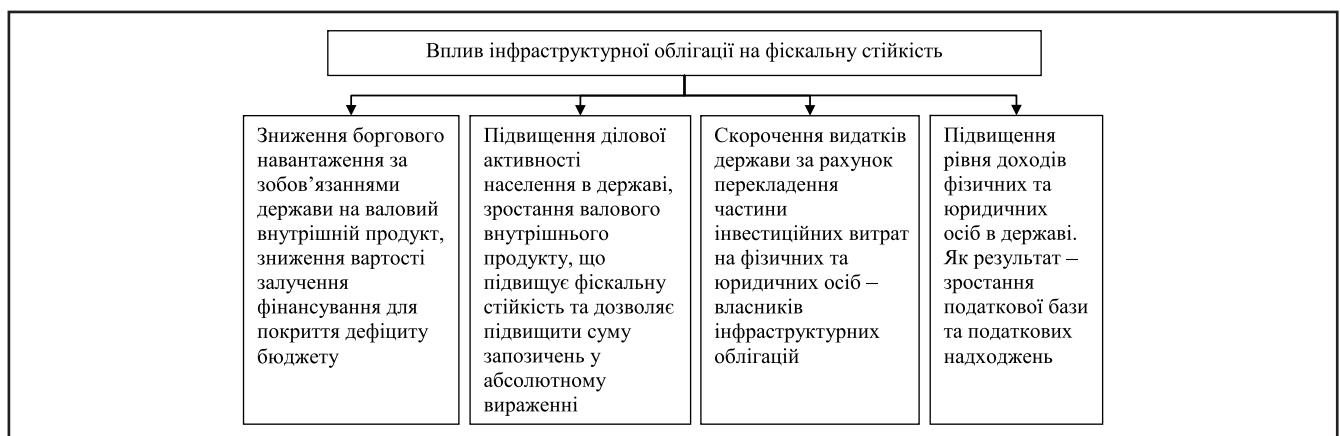 Вплив інфраструктурної облігації на фіскальну стійкість
Зниження боргового
навантаження за
зобов’язаннями
держави на валовий
внутрішній продукт,
зниження вартості
залучення
фінансування для
покриття дефіциту
бюджету
Підвищення ділової
активності
населення в державі,
зростання валового
внутрішнього
продукту, що
підвищує фіскальну
стійкість та дозволяє
підвищити суму
запозичень у
абсолютному
вираженні
Скорочення видатків
держави за рахунок
перекладення
частини
інвестиційних витрат
на фізичних та
юридичних осіб –
власників
інфраструктурних
облігацій
Підвищення
рівня доходів
фізичних та
юридичних
осіб в державі.
Як результат –
зростання
податкової бази
та податкових
надходжень